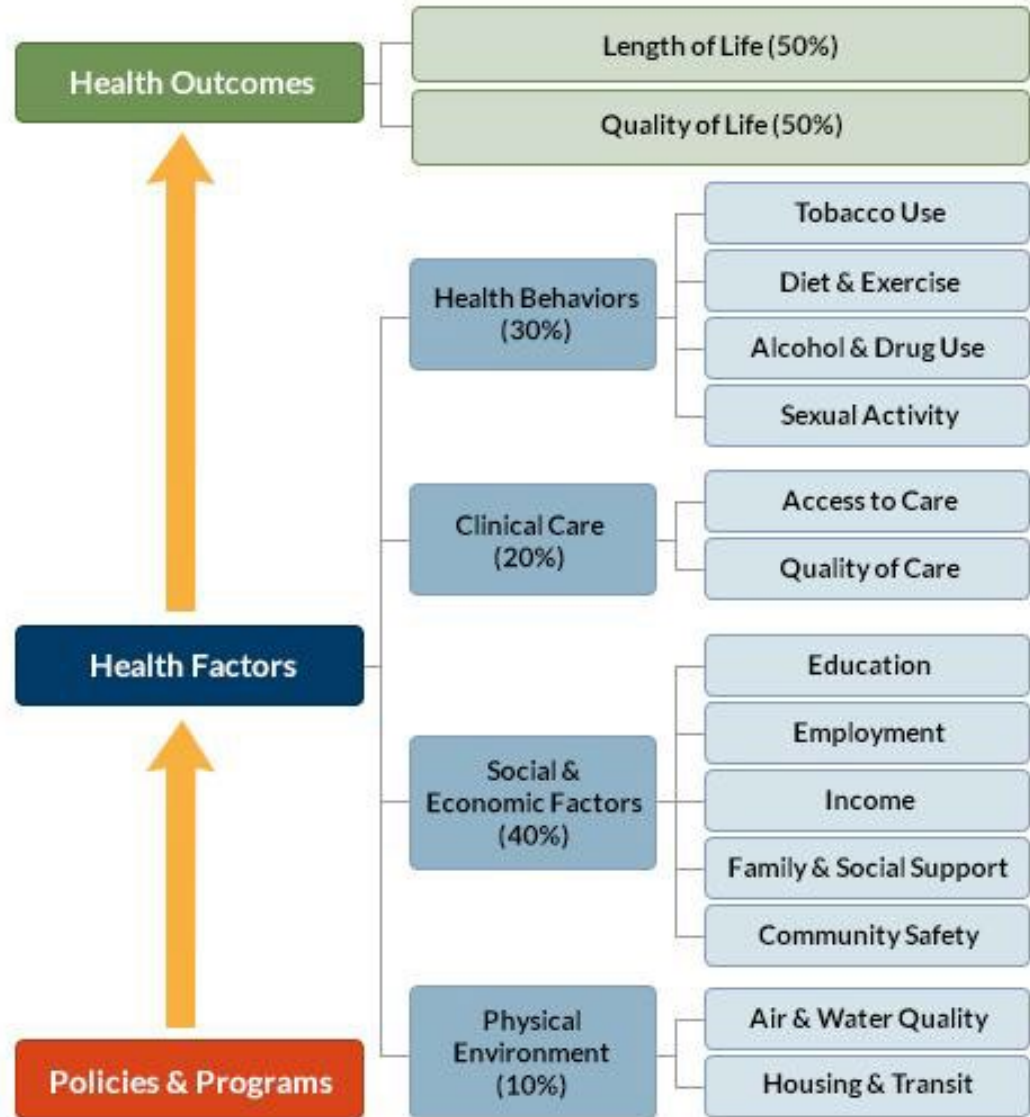 Health Outcomes
Length of Life (50%)
Quality of Life (50%)
Health Factors
Health Behaviors
(30%)
Tobacco Use
Diet & Exercise
Alcohol & Drug Use
Sexual Activity
Clinical Care
(20%)
Access to Care
Quality of Care
Social &
Economic Factors
(40%)
Education
Employment
Income
Family & Social Support
Community Safety
Physical
Environment
(10%)
Air & Water Quality
Housing & Transit
Policies & Programs